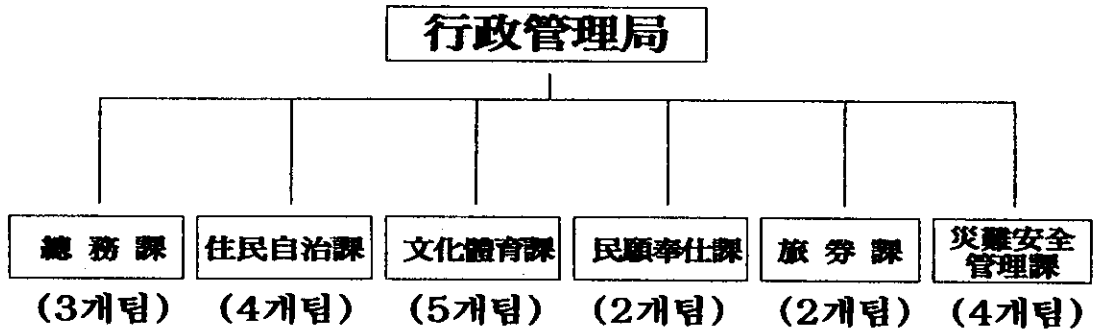 行政管理局
總務課
住民自治課
文化體育課
民願奉仕課
旅券課
災難安全
管理課
(3개팀)
(4개팀)
(5개팀)
(2개팀)
(2개팀)
(4개팀)